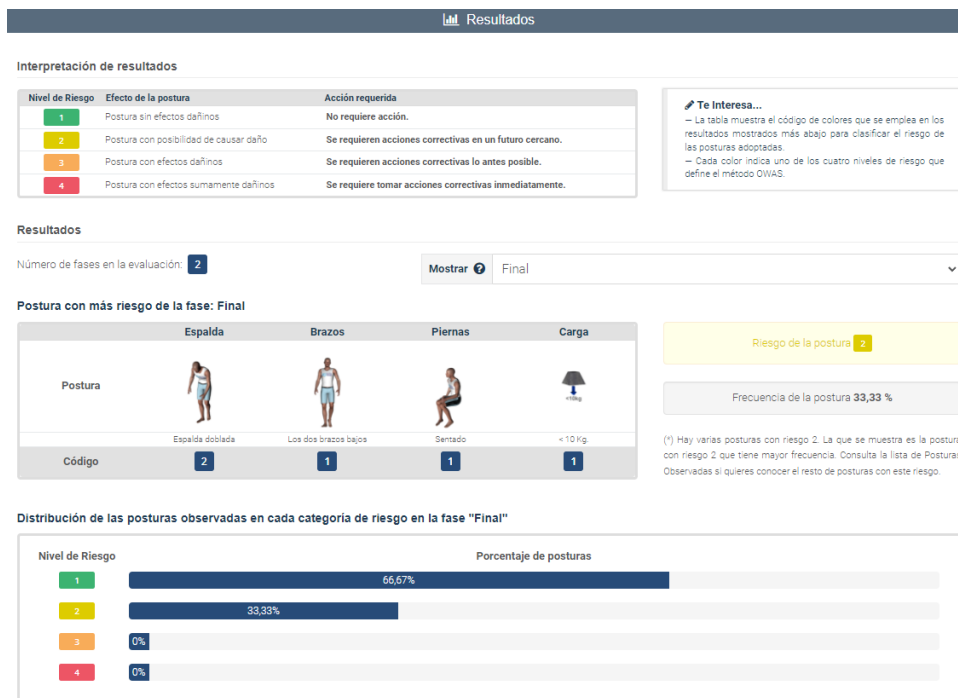 Resultados
Interpretación de resultados
Nivel de Riesgo Efecto de la postura Acción requerida
1 Postura sin efectos dañinos No requiere acción.
2 Postura con posibilidad de causar daño Se requieren acciones correctivas en un futuro cercano.
3 Postura con efectos dañinos Se requieren acciones correctivas lo antes posible.
4 Postura con efectos sumamente dañinos Se requiere tomar acciones correctivas inmediatamente.
Te Interesa...
— La tabla muestra el código de colores que se emplea en los
resultados mostrados más abajo para clasificar el riesgo de
las posturas adoptadas.
— Cada color indica uno de los cuatro niveles de riesgo que
define el método OWAS.
Resultados
Número de fases en la evaluación: 2
Mostrar ? Final
Postura con más riesgo de la fase: Final
Espalda Brazos Piernas Carga
Postura
<10kg
Espalda doblada Los dos brazos bajos Sentado < 10 Kg.
Código 2 1 1 1
Riesgo de la postura 2
Frecuencia de la postura 33,33 %
(*) Hay varias posturas con riesgo 2. La que se muestra es la postura
con riesgo 2 que tiene mayor frecuencia. Consulta la lista de Posturas
Observadas si quieres conocer el resto de posturas con este riesgo.
Distribución de las posturas observadas en cada categoría de riesgo en la fase "Final"
Nivel de Riesgo Porcentaje de posturas
1 66,67%
2 33,33%
3 0%
4 0%